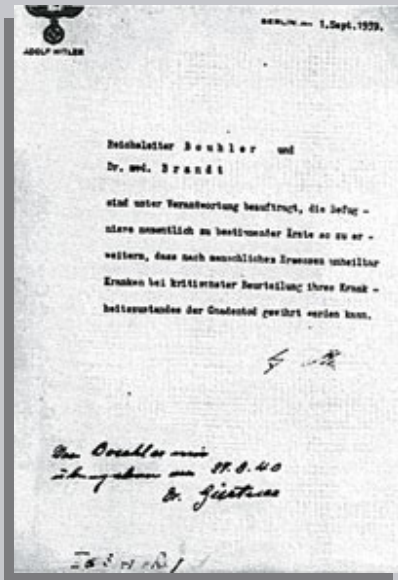 ADOLF HITLER
BERLIN, den 1.Sept. 1939.
Reichsleiter B o u h l e r und
Dr. med. B r a n d t
sind unter Verantwortung beauftragt, die Befug -
nisse namentlich zu bestimmender Ärzte so zu er -
weitern, dass nach menschlichem Ermessen unheilbar
Kranken bei kritischster Beurteilung ihres Krank -
heitszustandes der Gnadentod gewährt werden kann.
Von Bouhler mir
übergeben am 27.8.40
Dr. Gürtner